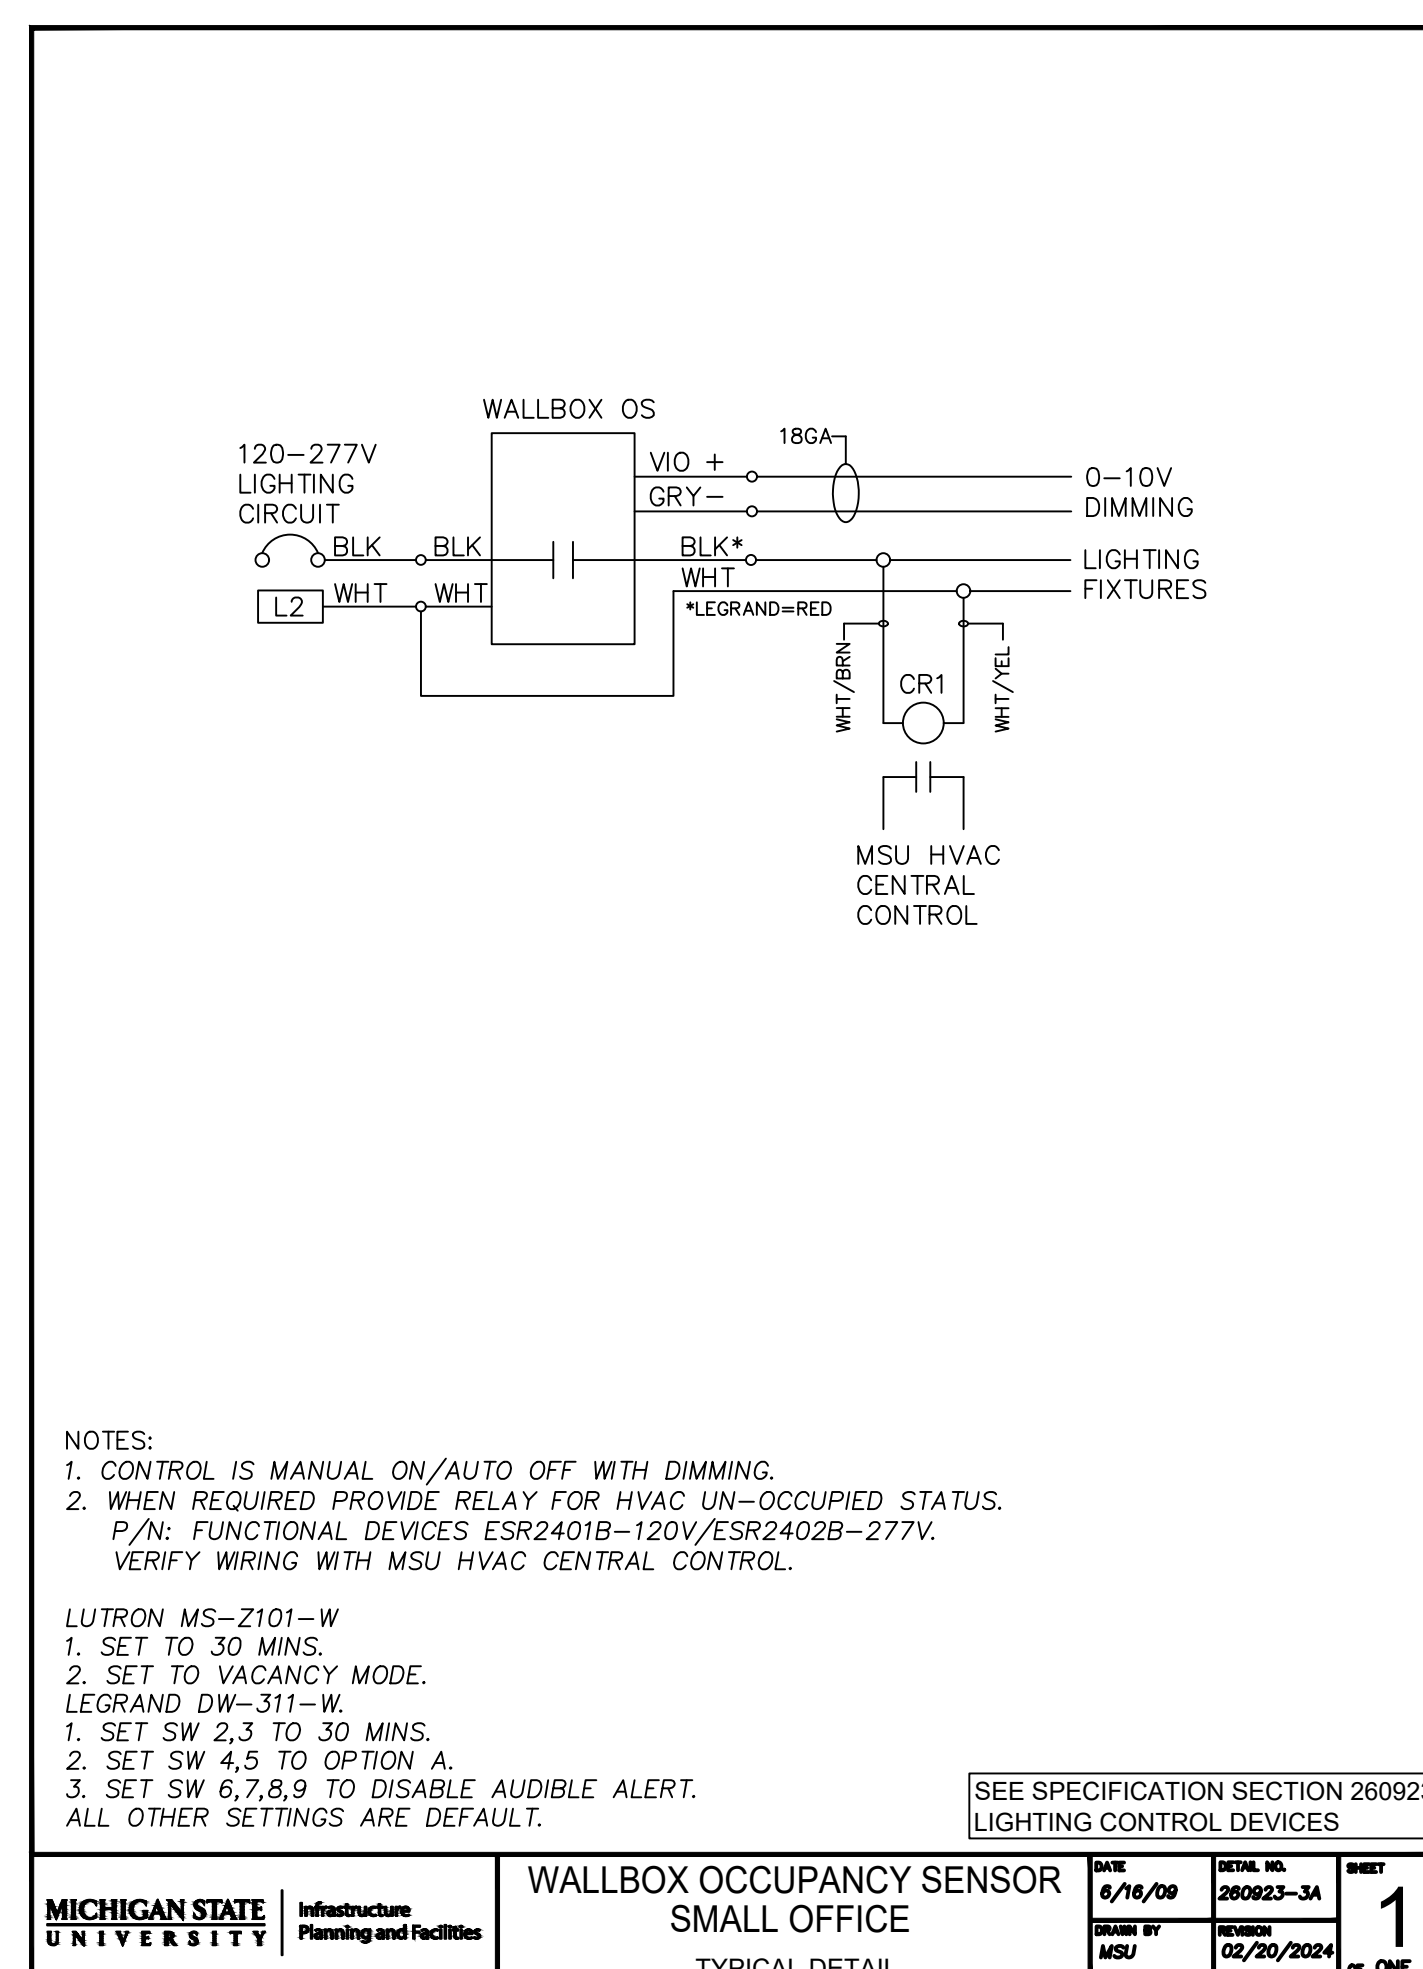 WALLBOX OS
120-277V
LIGHTING
CIRCUIT
BLK
BLK
WHT
WHT
L2
VIO +
GRY-
18GA
0-10V
DIMMING
BLK*
WHT
*LEGRAND=RED
LIGHTING
FIXTURES
WHT/BRN
CR1
WHT/YEL
MSU HVAC
CENTRAL
CONTROL
NOTES:
1. CONTROL IS MANUAL ON/AUTO OFF WITH DIMMING.
2. WHEN REQUIRED PROVIDE RELAY FOR HVAC UN-OCCUPIED STATUS.
P/N: FUNCTIONAL DEVICES ESR2401B-120V/ESR2402B-277V.
VERIFY WIRING WITH MSU HVAC CENTRAL CONTROL.
LUTRON MS-Z101-W
1. SET TO 30 MINS.
2. SET TO VACANCY MODE.
LEGRAND DW-311-W.
1. SET SW 2,3 TO 30 MINS.
2. SET SW 4,5 TO OPTION A.
3. SET SW 6,7,8,9 TO DISABLE AUDIBLE ALERT.
ALL OTHER SETTINGS ARE DEFAULT.
SEE SPECIFICATION SECTION 260923
LIGHTING CONTROL DEVICES
MICHIGAN STATE
UNIVERSITY
Infrastructure
Planning and Facilities
WALLBOX OCCUPANCY SENSOR
SMALL OFFICE
TYPICAL DETAIL
DATE
6/16/09
DETAIL NO.
260923-3A
SHEET
1
DRAWN BY
MSU
REVISION
02/20/2024
OF ONE